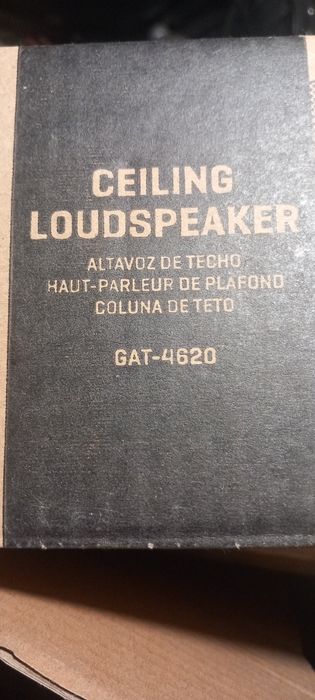 CEILING
LOUDSPEAKER
ALTAVOZ DE TECHO
HAUT-PARLEUR DE PLAFOND
COLUNA DE TETO
GAT-4620